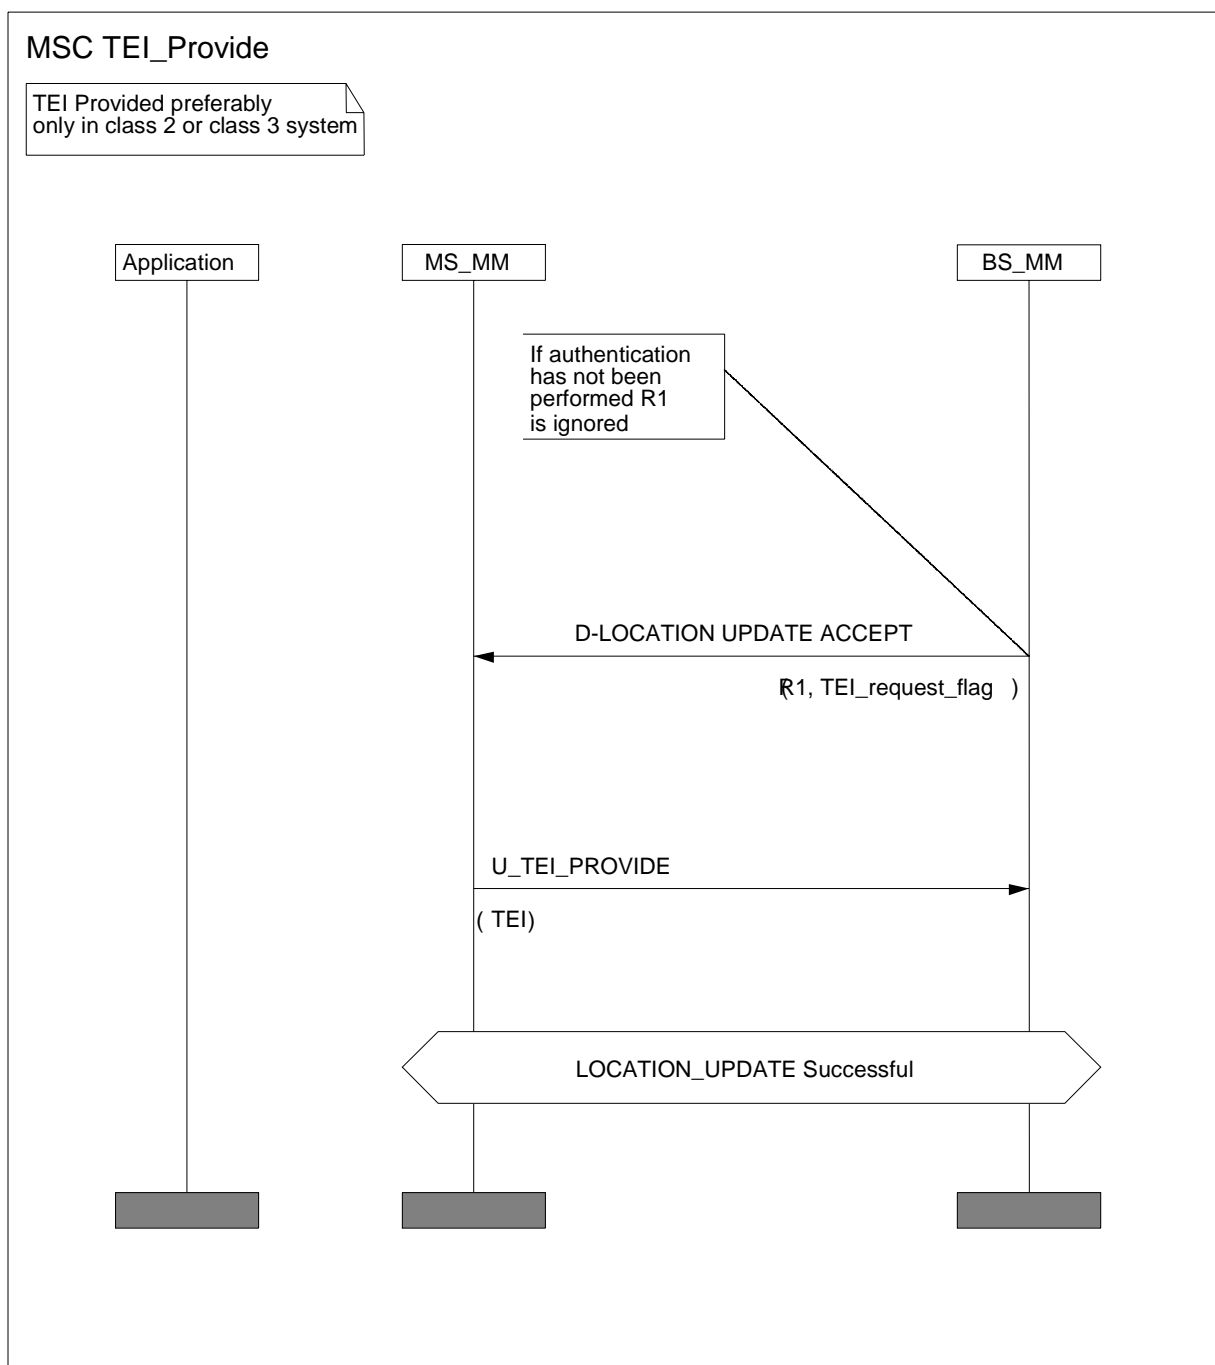 MSC TEI_Provide
TEI Provided preferably
only in class 2 or class 3 system
Application
MS_MM
BS_MM
If authentication
has not been
performed R1
is ignored
D-LOCATION UPDATE ACCEPT
(R1, TEI_request_flag )
U_TEI_PROVIDE
( TEI)
LOCATION_UPDATE Successful